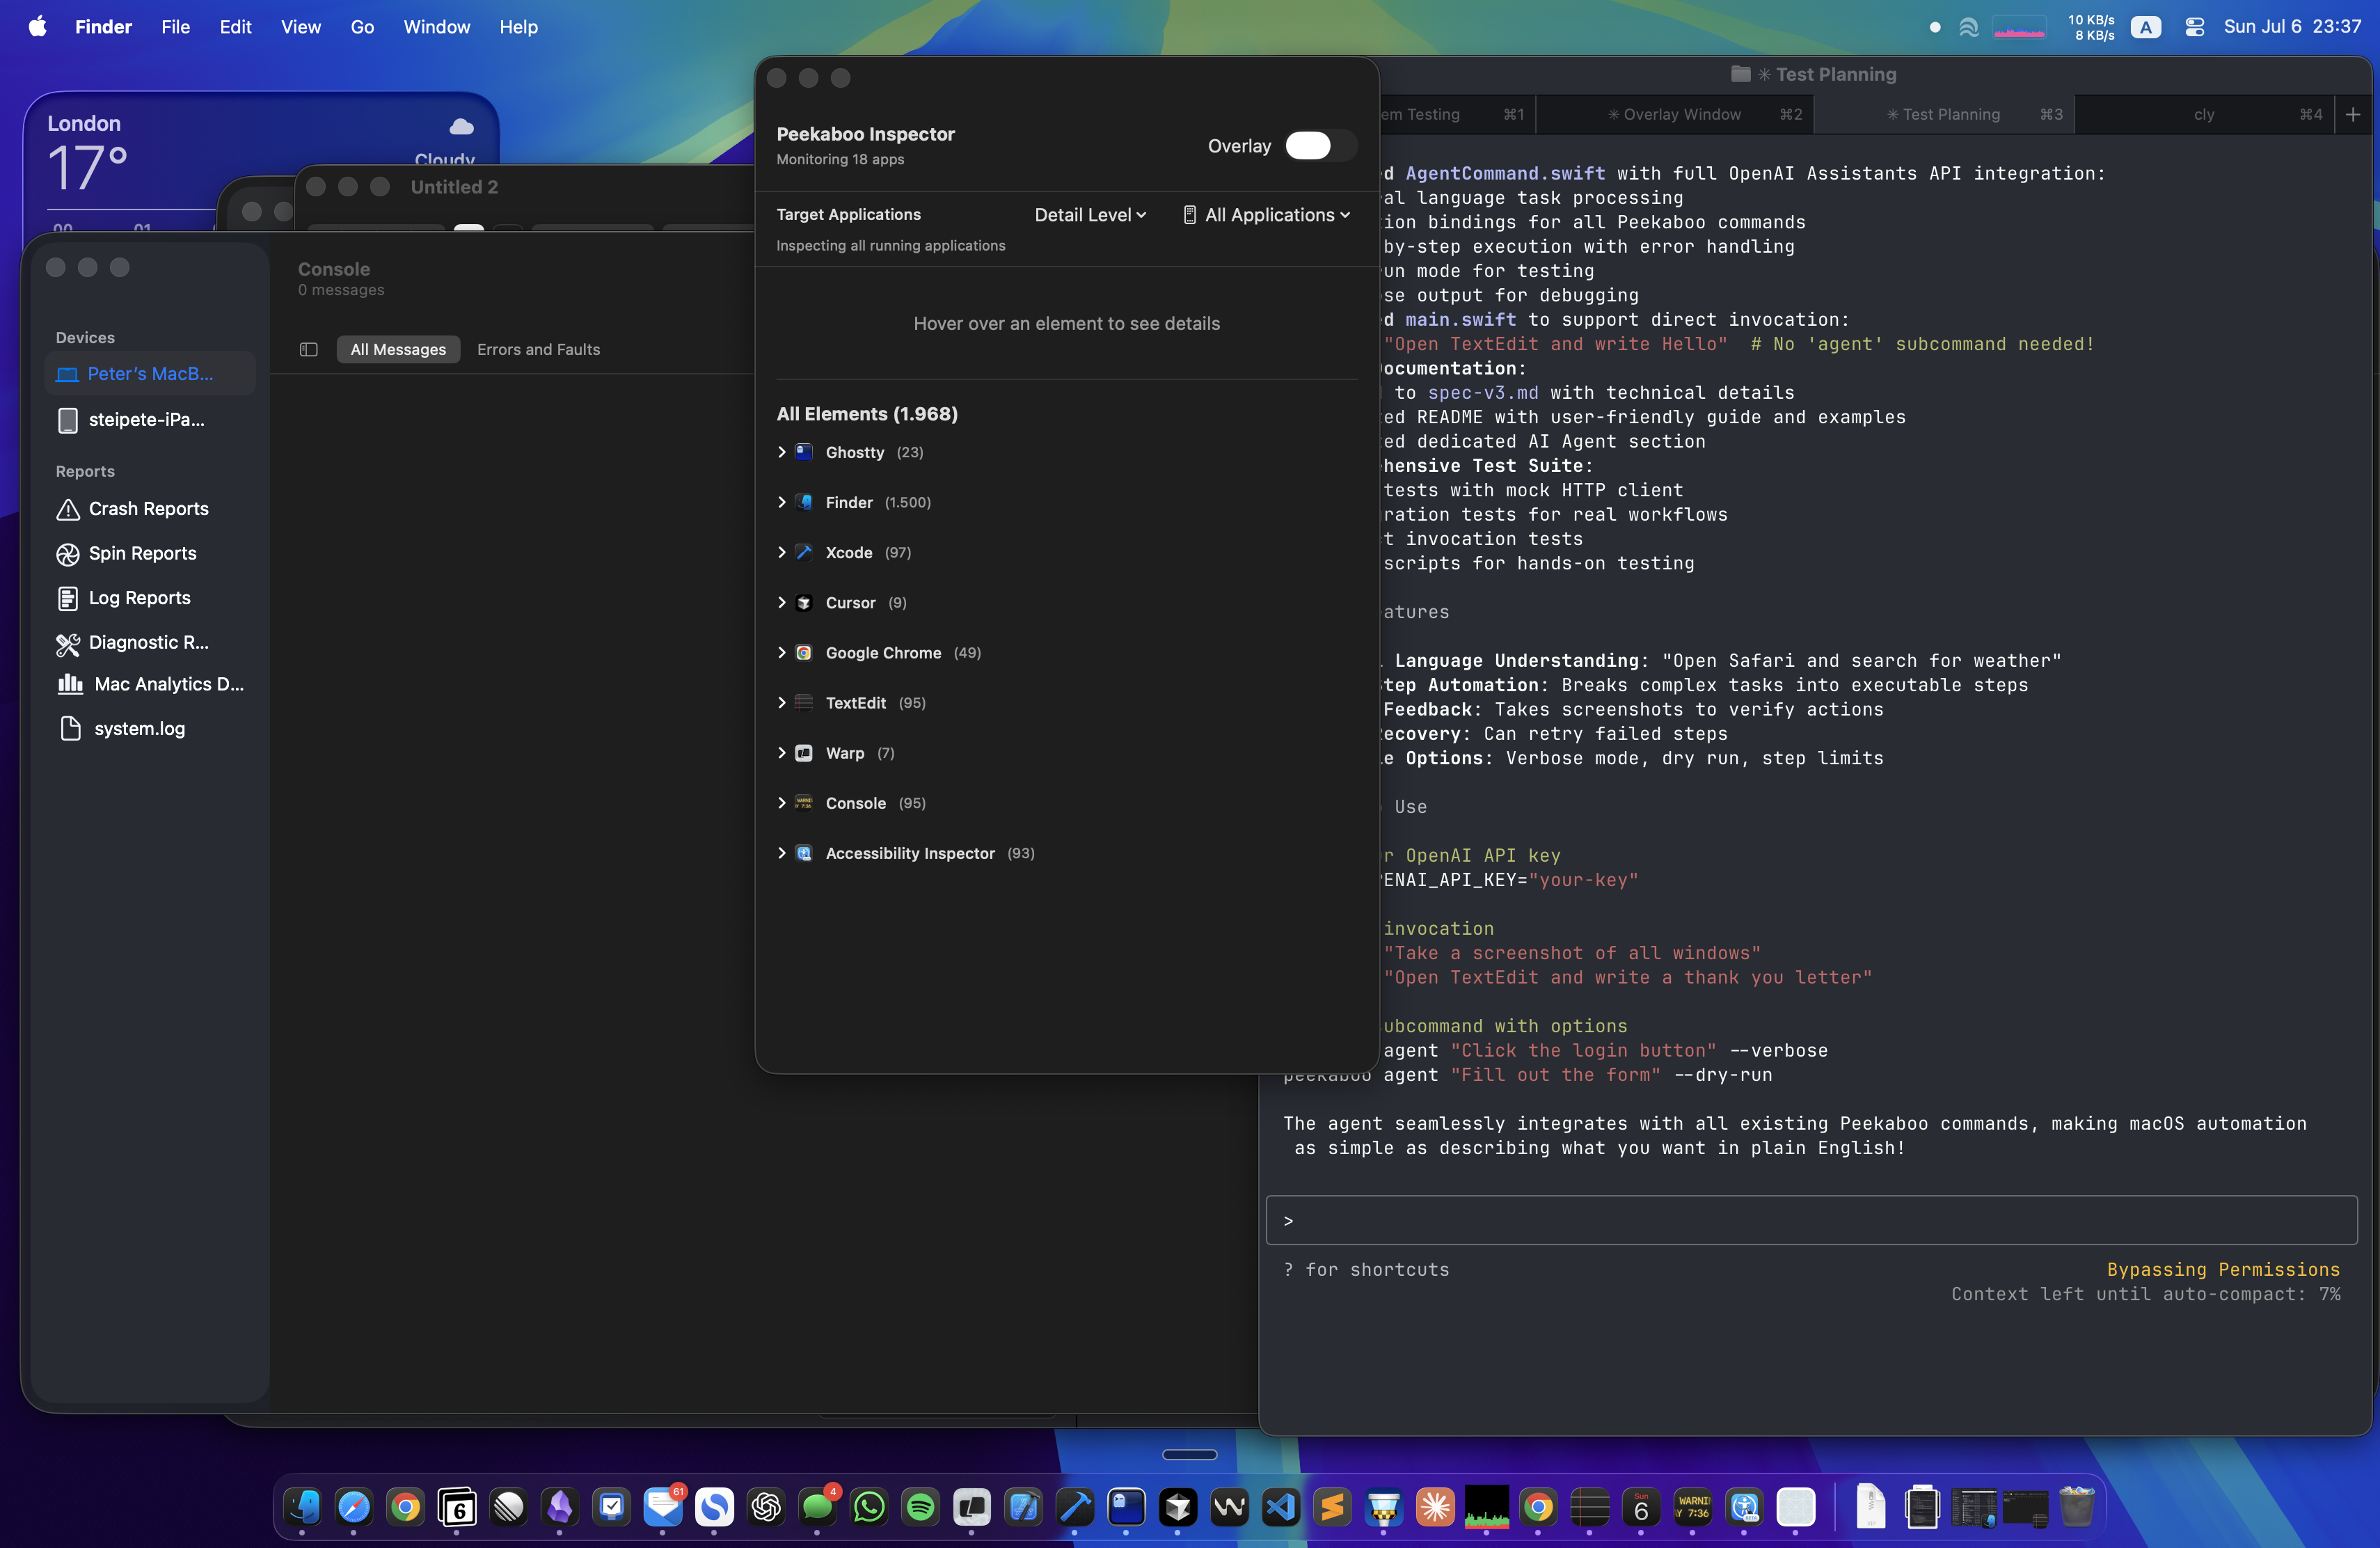 Finder File Edit View Go Window Help
10 KB/s
8 KB/s
A
Sun Jul 6 23:37
London
17°
Cloudy
00 01
Untitled 2
Console
0 messages
All Messages
Errors and Faults
Devices
Peter's MacB...
steipete-iPa...
Reports
Crash Reports
Spin Reports
Log Reports
Diagnostic R...
Mac Analytics D...
system.log
Peekaboo Inspector
Monitoring 18 apps
Overlay
Target Applications
Detail Level
All Applications
Inspecting all running applications
Hover over an element to see details
All Elements (1.968)
Ghostty (23)
Finder (1.500)
Xcode (97)
Cursor (9)
Google Chrome (49)
TextEdit (95)
Warp (7)
Console (95)
Accessibility Inspector (93)
✳ Test Planning
em Testing ⌘1
✳ Overlay Window ⌘2
✳ Test Planning ⌘3
cly ⌘4
+
d AgentCommand.swift with full OpenAI Assistants API integration:
al language task processing
ion bindings for all Peekaboo commands
by-step execution with error handling
un mode for testing
se output for debugging
d main.swift to support direct invocation:
"Open TextEdit and write Hello" # No 'agent' subcommand needed!
ocumentation:
to spec-v3.md with technical details
ed README with user-friendly guide and examples
ed dedicated AI Agent section
hensive Test Suite:
tests with mock HTTP client
ration tests for real workflows
t invocation tests
scripts for hands-on testing
atures
Language Understanding: "Open Safari and search for weather"
tep Automation: Breaks complex tasks into executable steps
Feedback: Takes screenshots to verify actions
ecovery: Can retry failed steps
e Options: Verbose mode, dry run, step limits
Use
r OpenAI API key
PENAI_API_KEY="your-key"
invocation
"Take a screenshot of all windows"
"Open TextEdit and write a thank you letter"
ubcommand with options
agent "Click the login button" --verbose
peekaboo agent "Fill out the form" --dry-run
The agent seamlessly integrates with all existing Peekaboo commands, making macOS automation
as simple as describing what you want in plain English!
>
? for shortcuts
Bypassing Permissions
Context left until auto-compact: 7%
6
61
4
Sun
6
WARNI
Y 7:36